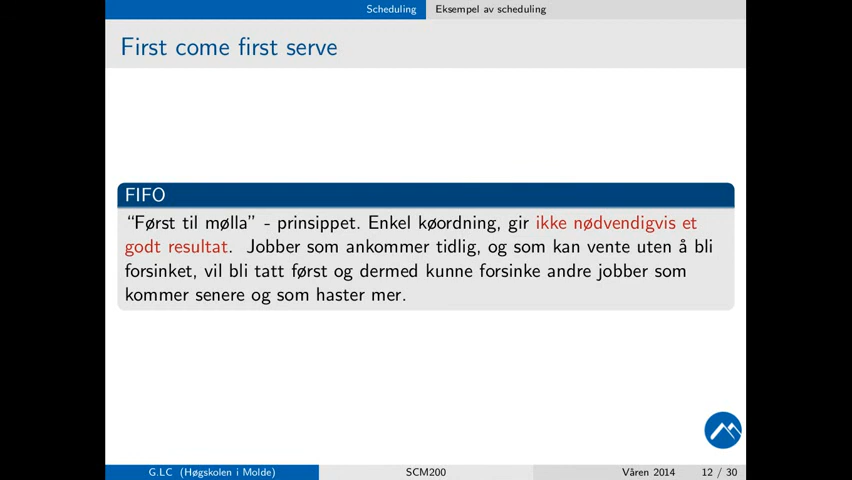 Scheduling Eksempel av scheduling
First come first serve
FIFO
“Først til mølla” - prinsippet. Enkel køordning, gir ikke nødvendigvis et
godt resultat. Jobber som ankommer tidlig, og som kan vente uten å bli
forsinket, vil bli tatt først og dermed kunne forsinke andre jobber som
kommer senere og som haster mer.
G.LC (Høgskolen i Molde) SCM200 Våren 2014 12 / 30